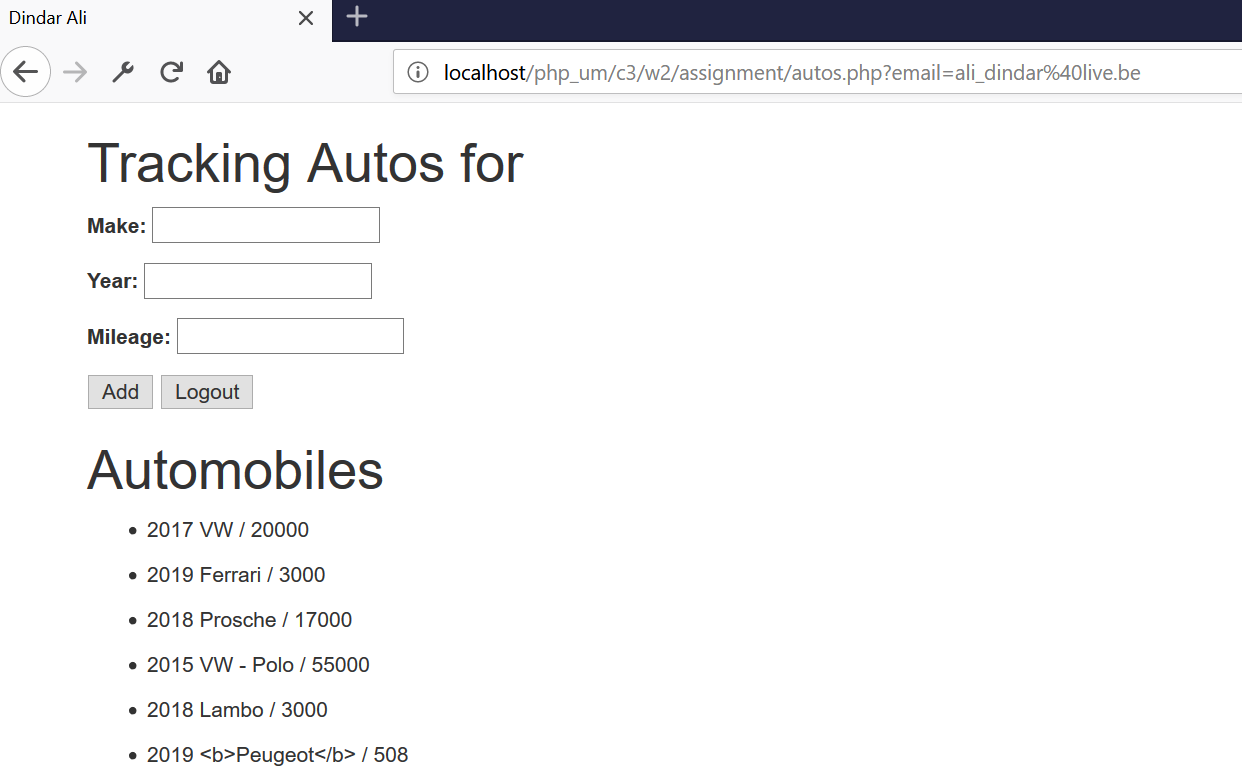 Dindar Ali
localhost/php_um/c3/w2/assignment/autos.php?email=ali_dindar%40live.be
Tracking Autos for
Make:
Year:
Mileage:
Add Logout
Automobiles
• 2017 VW / 20000
• 2019 Ferrari / 3000
• 2018 Prosche / 17000
• 2015 VW - Polo / 55000
• 2018 Lambo / 3000
• 2019 <b>Peugeot</b> / 508